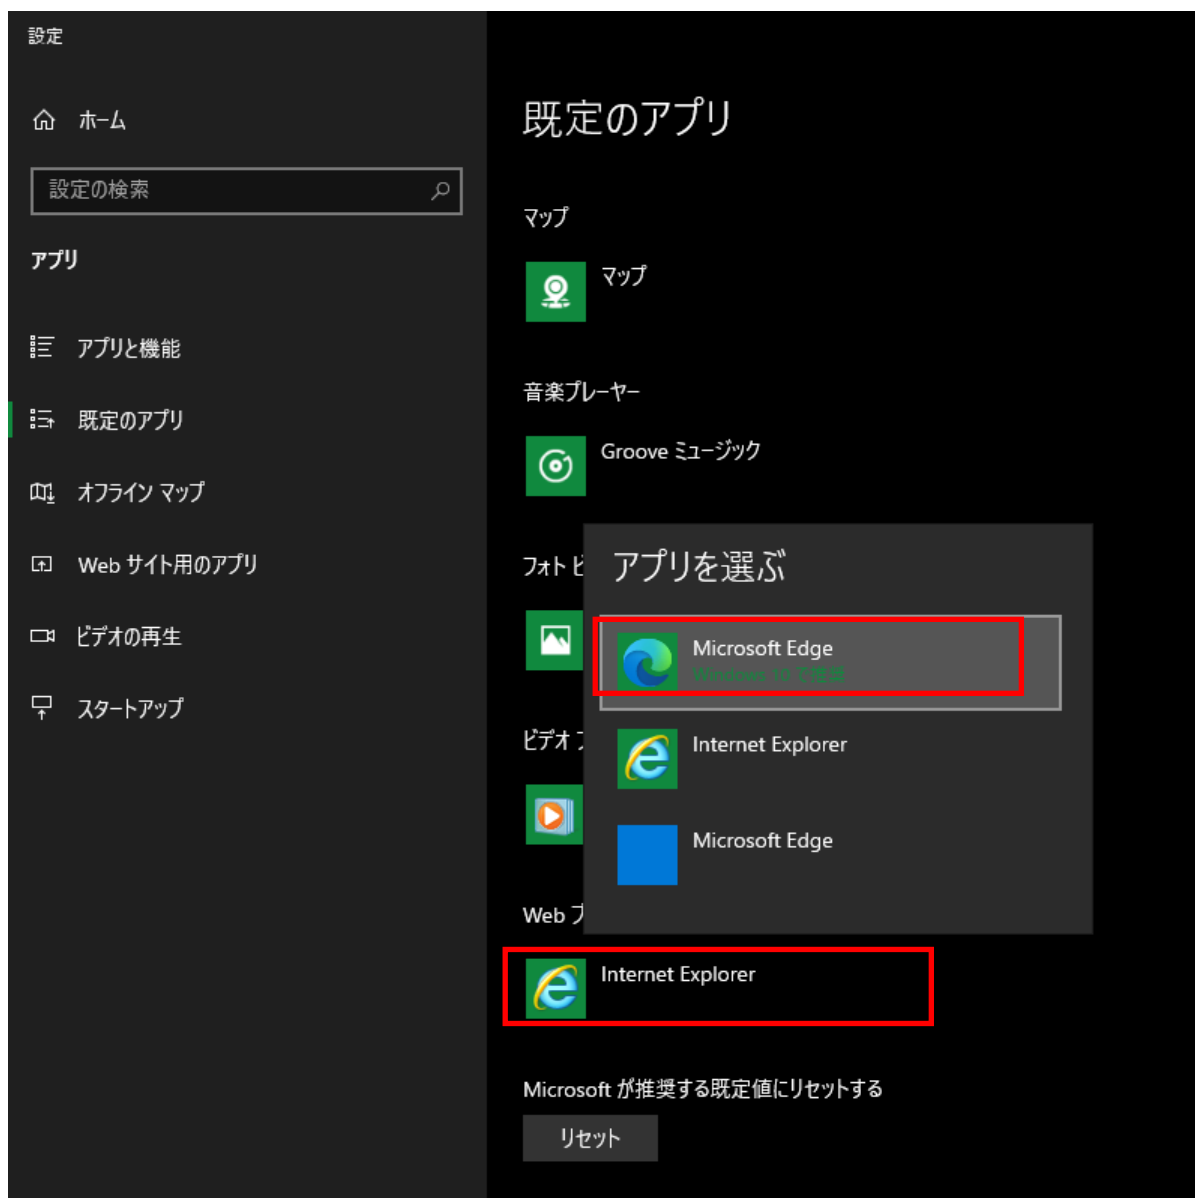 設定
ホーム
設定の検索
アプリ
アプリと機能
既定のアプリ
オフライン マップ
Web サイト用のアプリ
ビデオの再生
スタートアップ
既定のアプリ
マップ
マップ
音楽プレーヤー
Groove ミュージック
フォト ビ
アプリを選ぶ
Microsoft Edge
Windows 10 で推奨
Internet Explorer
Microsoft Edge
ビデオ フ
Web ブ
Internet Explorer
Microsoft が推奨する既定値にリセットする
リセット